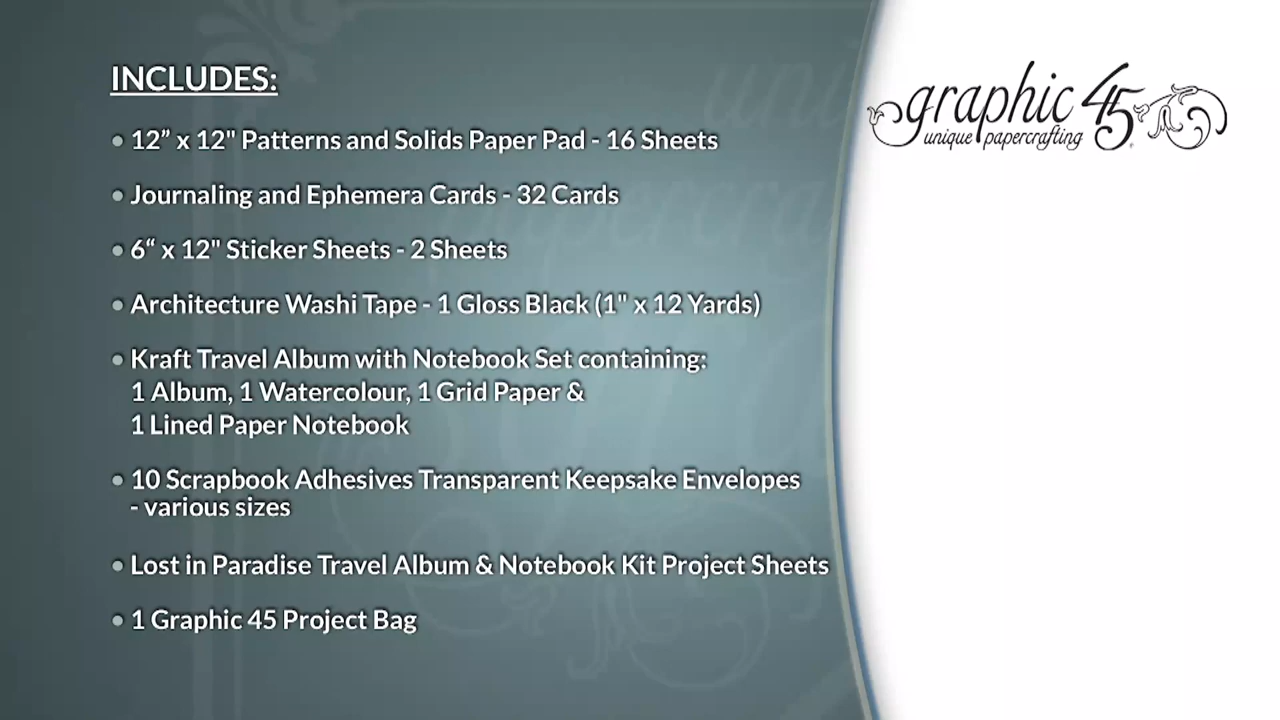 INCLUDES:
• 12” x 12" Patterns and Solids Paper Pad - 16 Sheets
• Journaling and Ephemera Cards - 32 Cards
• 6“ x 12" Sticker Sheets - 2 Sheets
• Architecture Washi Tape - 1 Gloss Black (1" x 12 Yards)
• Kraft Travel Album with Notebook Set containing:
1 Album, 1 Watercolour, 1 Grid Paper &
1 Lined Paper Notebook
• 10 Scrapbook Adhesives Transparent Keepsake Envelopes
- various sizes
• Lost in Paradise Travel Album & Notebook Kit Project Sheets
• 1 Graphic 45 Project Bag
graphic 45
unique papercrafting